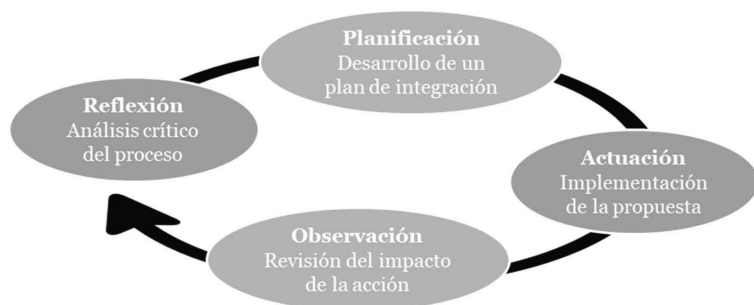 Planificación
Desarrollo de un
plan de integración
Reflexión
Análisis crítico
del proceso
Actuación
Implementación
de la propuesta
Observación
Revisión del impacto
de la acción